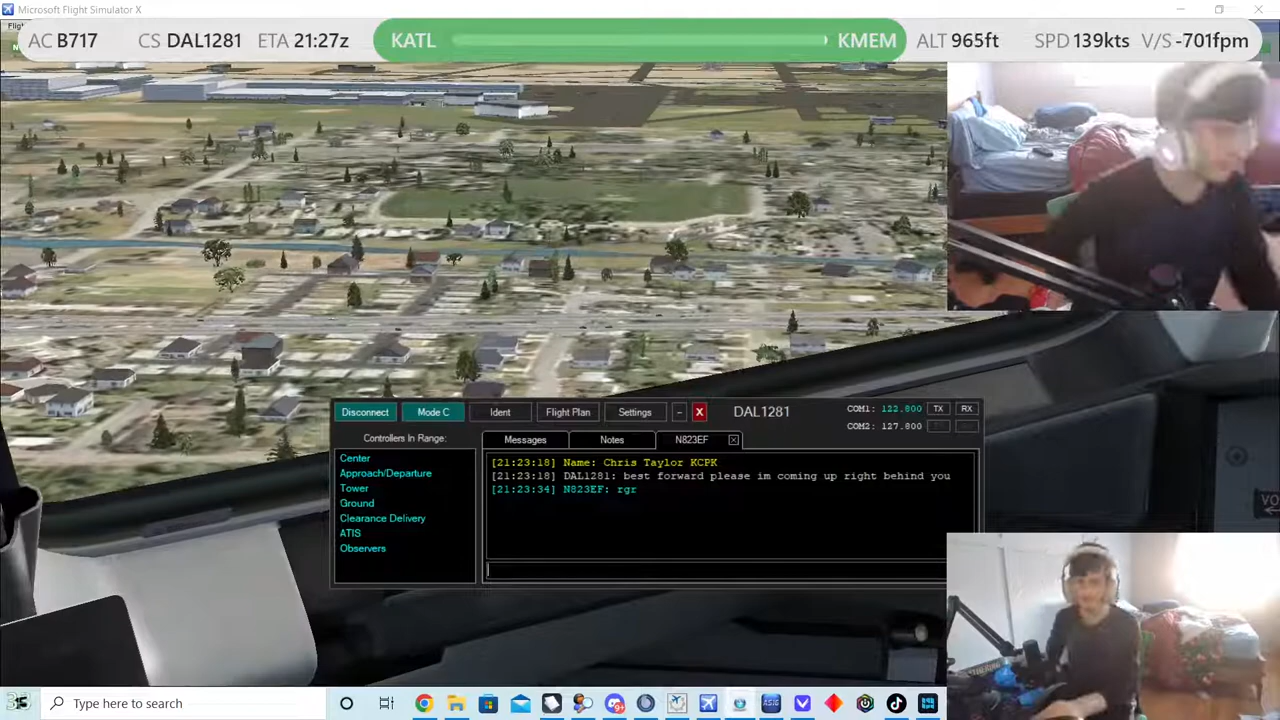 Microsoft Flight Simulator X
AC B717 CS DAL1281 ETA 21:27z KATL KMEM ALT 965ft SPD 139kts V/S -701fpm
Disconnect Mode C Ident Flight Plan Settings - X DAL1281 COM1: 122.800 TX RX
COM2: 127.800
Controllers In Range:
Center
Approach/Departure
Tower
Ground
Clearance Delivery
ATIS
Observers
Messages Notes N823EF
[21:23:18] Name: Chris Taylor KCPK
[21:23:18] DAL1281: best forward please im coming up right behind you
[21:23:34] N823EF: rgr
Type here to search